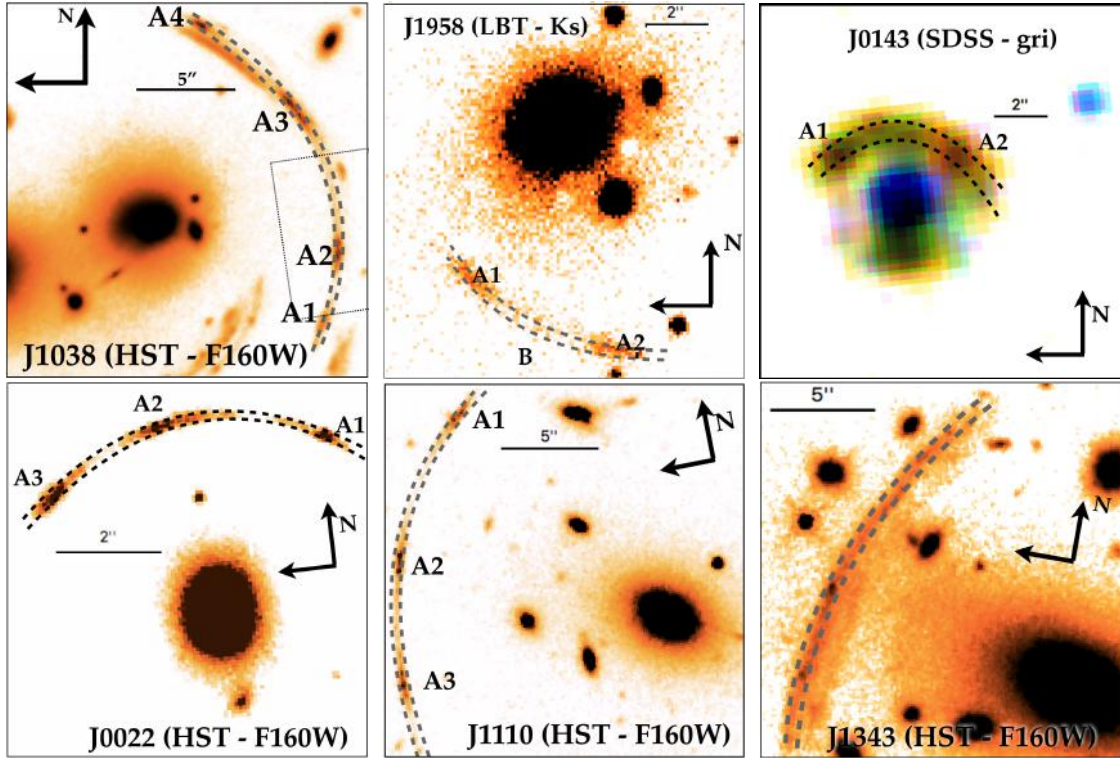 A4
N
5"
A3
A2
A1
J1038 (HST - F160W)
J1958 (LBT - Ks)
2"
A1
N
B
A2
J0143 (SDSS - gri)
2"
A1
A2
N
A2
A1
A3
2"
N
J0022 (HST - F160W)
A1
5"
N
A2
A3
J1110 (HST - F160W)
5"
N
J1343 (HST - F160W)